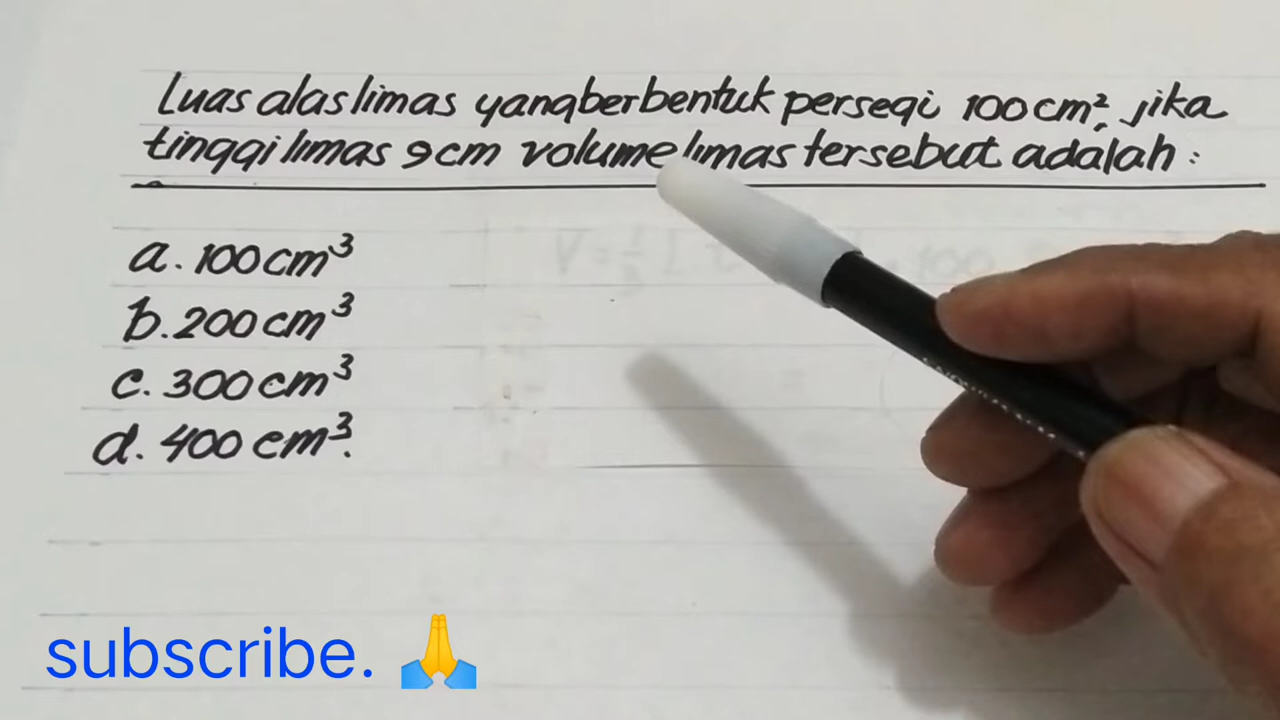 Luas alas limas yang berbentuk persegi 100 cm², jika
tinggi limas 9 cm volume limas tersebut adalah :
a. 100 cm³
b. 200 cm³
c. 300 cm³
d. 400 cm³.
subscribe. 🙏